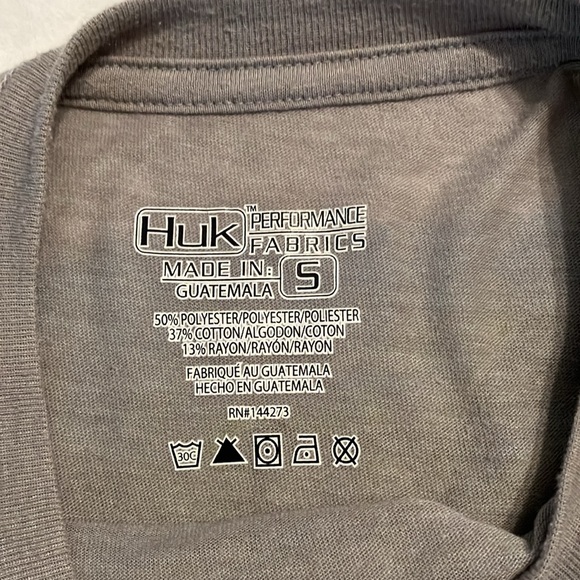 Huk™ PERFORMANCE
FABRICS
MADE IN: S
GUATEMALA
50% POLYESTER/POLYESTER/POLIESTER
37% COTTON/ALGODON/COTON
13% RAYON/RAYÓN/RAYON
FABRIQUÉ AU GUATEMALA
HECHO EN GUATEMALA
RN#144273
30C